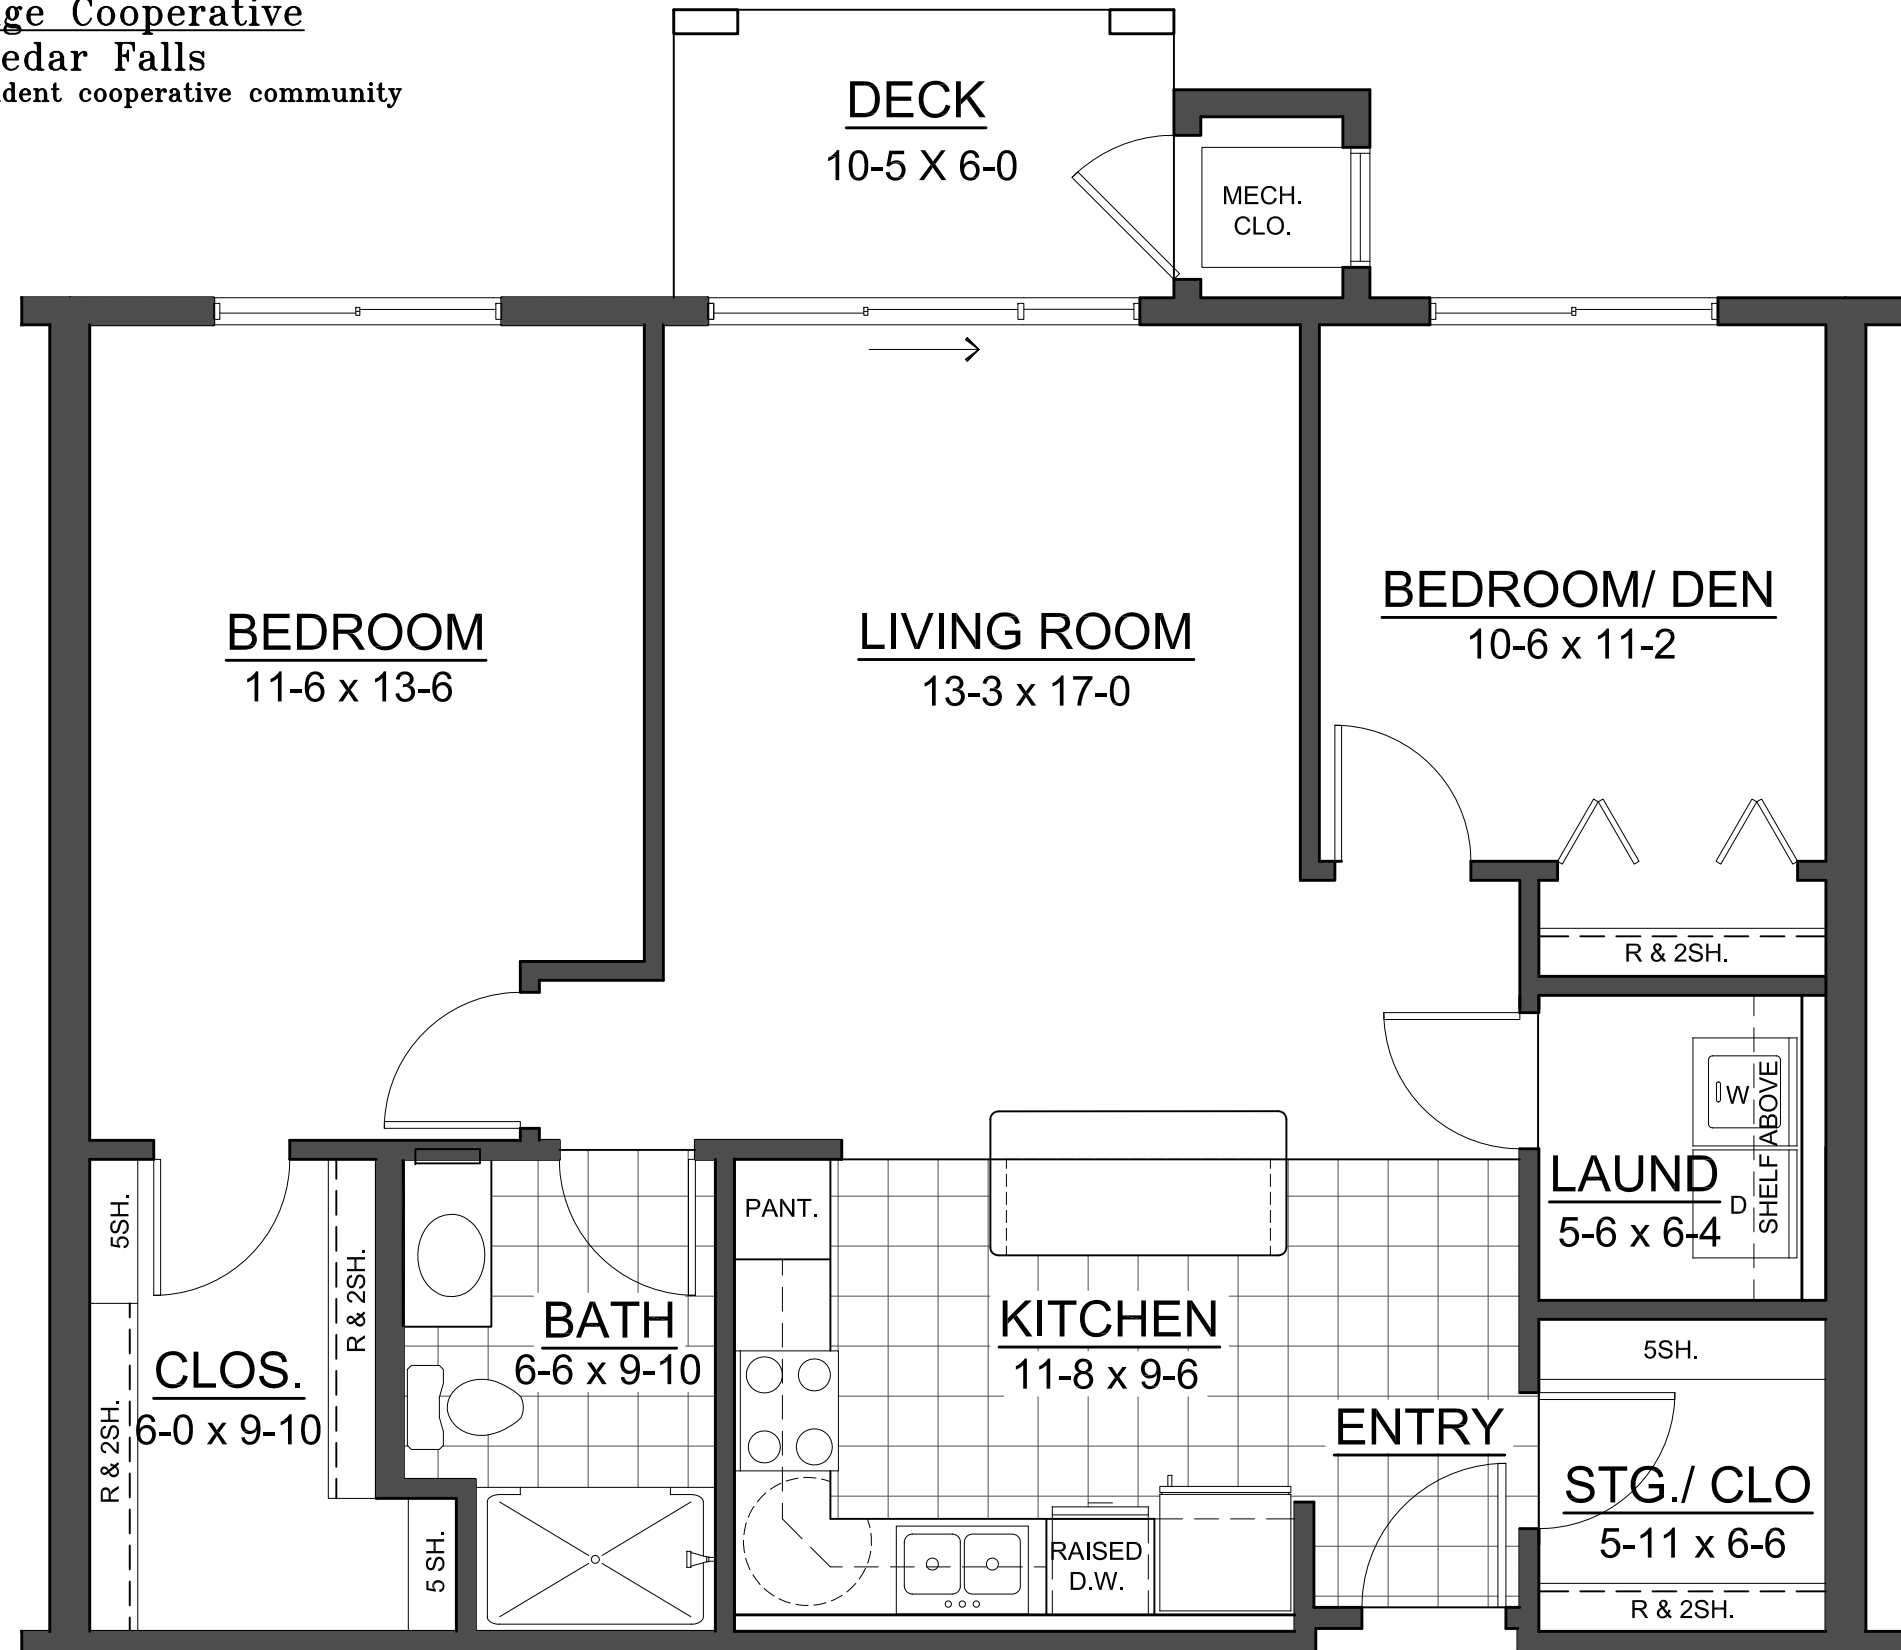 ge Cooperative
edar Falls
dent cooperative community
DECK
10-5 X 6-0
MECH.
CLO.
BEDROOM
11-6 x 13-6
LIVING ROOM
13-3 x 17-0
BEDROOM/ DEN
10-6 x 11-2
R & 2SH.
W
D
SHELF ABOVE
LAUND
5-6 x 6-4
5SH.
R & 2SH.
R & 2SH.
5 SH.
CLOS.
6-0 x 9-10
BATH
6-6 x 9-10
PANT.
KITCHEN
11-8 x 9-6
RAISED
D.W.
ENTRY
5SH.
STG./ CLO
5-11 x 6-6
R & 2SH.